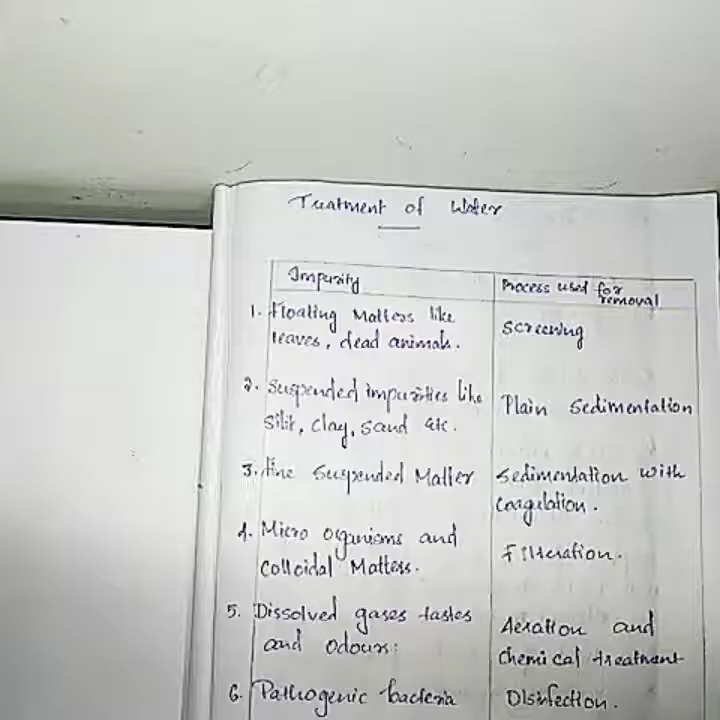 Treatment of Water
Impurity
Process used for
removal
1. Floating Matters like
leaves, dead animals.
Screening
2. Suspended impurities like
Silt, clay, sand etc.
Plain Sedimentation
3. Fine Suspended Matter
Sedimentation with
Coagulation.
4. Micro organisms and
colloidal Matters.
Filteration.
5. Dissolved gases tastes
and odours:
Aeration and
chemical treatment
6. Pathogenic bacteria
Disinfection.